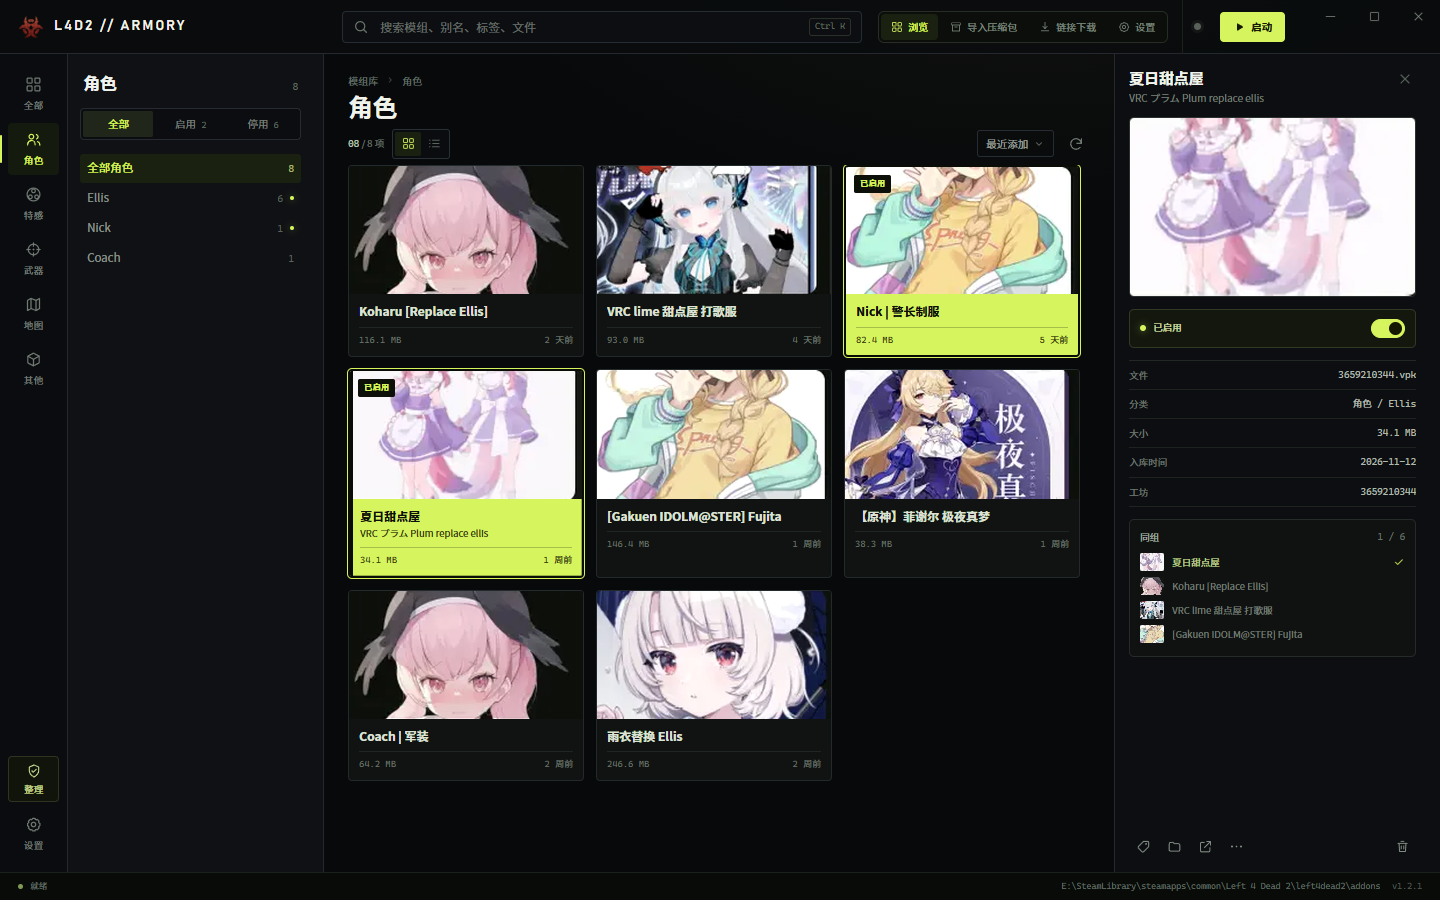 L4D2 // ARMORY
搜索模组、别名、标签、文件
Ctrl K
浏览
导入压缩包
链接下载
设置
启动
全部
角色
特感
武器
地图
其他
整理
设置
角色
8
全部
启用 2
停用 6
全部角色 8
Ellis 6
Nick 1
Coach 1
模组库 > 角色
角色
08 / 8 项
最近添加
Koharu [Replace Ellis]
116.1 MB 2 天前
VRC lime 甜点屋 打歌服
93.0 MB 4 天前
已启用
Nick | 警长制服
82.4 MB 5 天前
已启用
夏日甜点屋
VRC プラム Plum replace ellis
34.1 MB 1 周前
[Gakuen IDOLM@STER] Fujita
146.4 MB 1 周前
极夜真
【原神】菲谢尔 极夜真梦
38.3 MB 1 周前
Coach | 军装
64.2 MB 2 周前
雨衣替换 Ellis
246.6 MB 2 周前
夏日甜点屋
VRC プラム Plum replace ellis
已启用
文件 3659210344.vpk
分类 角色 / Ellis
大小 34.1 MB
入库时间 2026-11-12
工坊 3659210344
同组 1 / 6
夏日甜点屋
Koharu [Replace Ellis]
VRC lime 甜点屋 打歌服
[Gakuen IDOLM@STER] Fujita
就绪
E:\SteamLibrary\steamapps\common\Left 4 Dead 2\left4dead2\addons
v1.2.1